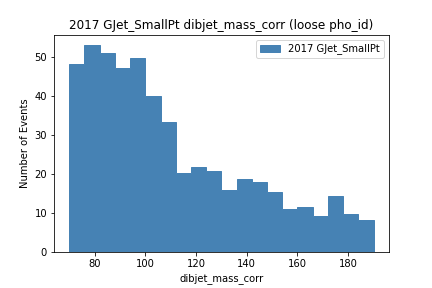 2017 GJet_SmallPt dibjet_mass_corr (loose pho_id)
2017 GJet_SmallPt
50
40
30
20
10
0
Number of Events
80 100 120 140 160 180
dibjet_mass_corr